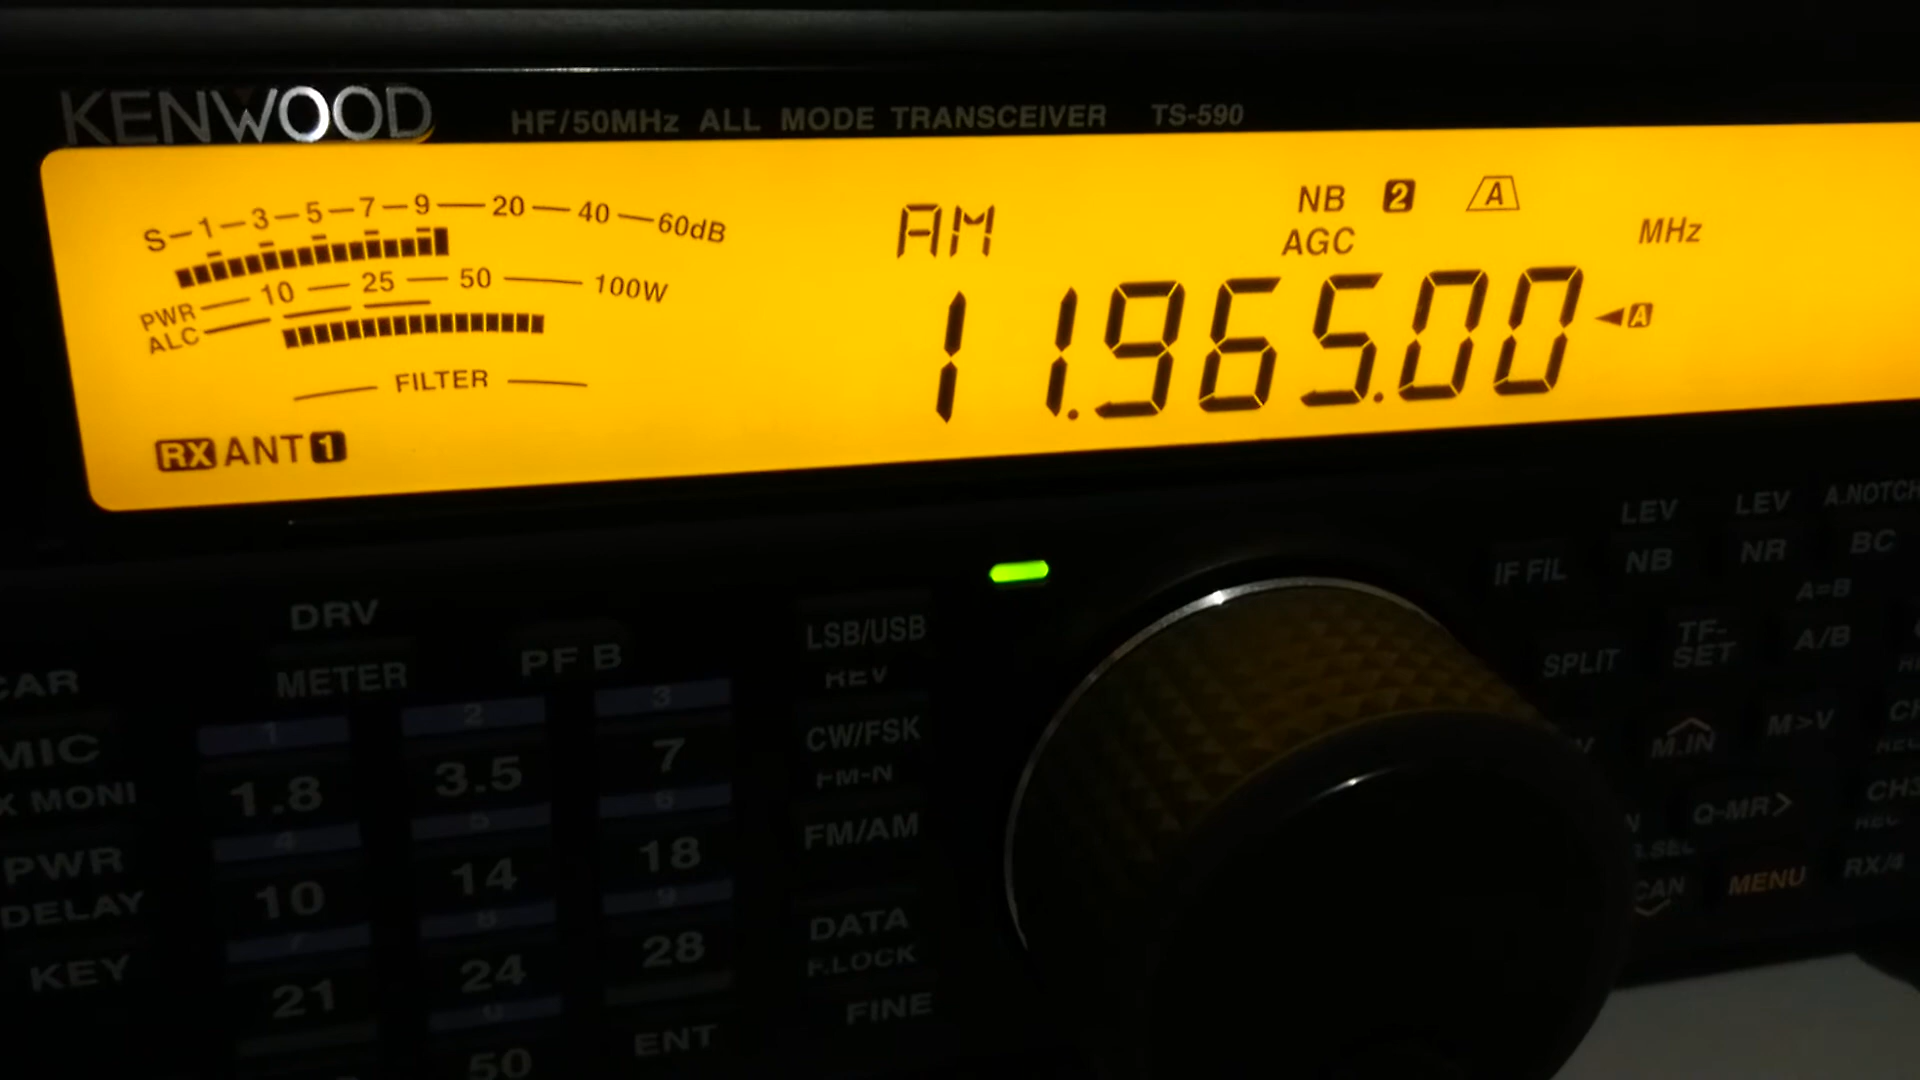 KENWOOD HF/50MHz ALL MODE TRANSCEIVER TS-590
S 1 3 5 7 9 20 40 60dB
PWR 10 25 50 100W
ALC
FILTER
RX ANT 1
AM
NB 2 A
AGC
MHz
11.965.00 A
LEV LEV A.NOTCH
IF FIL NB NR BC
A=B
SPLIT TF-SET A/B
M.IN M>V
Q-MR>
MENU RX/4
DRV
METER
PF B
CAR
MIC
MONI
PWR
DELAY
KEY
1 2 3
1.8 3.5 7
4 5 6
10 14 18
7 8 9
21 24 28
50 ENT
LSB/USB
REV
CW/FSK
FM-N
FM/AM
DATA
F.LOCK
FINE